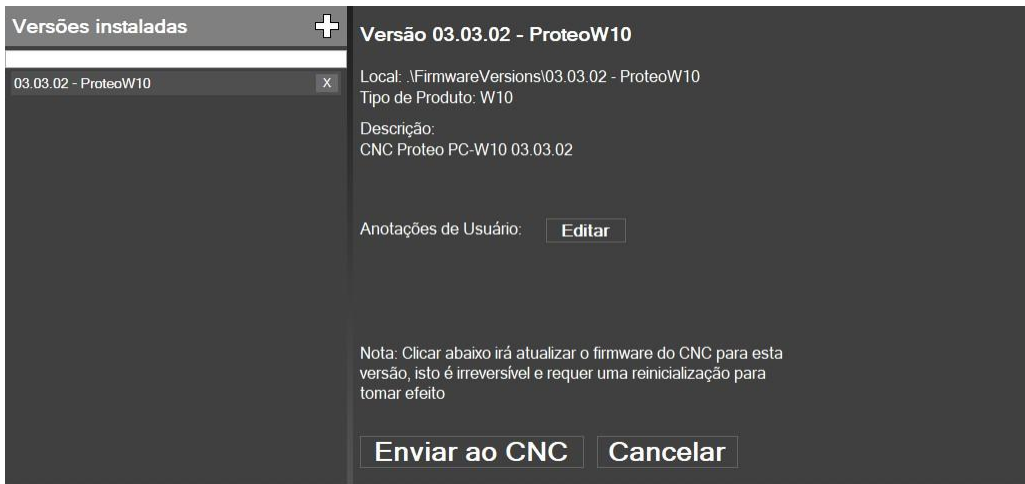 Versões instaladas
03.03.02 - ProteoW10
X
Versão 03.03.02 - ProteoW10
Local: .\FirmwareVersions\03.03.02 - ProteoW10
Tipo de Produto: W10
Descrição:
CNC Proteo PC-W10 03.03.02
Anotações de Usuário:
Editar
Nota: Clicar abaixo irá atualizar o firmware do CNC para esta
versão, isto é irreversível e requer uma reinicialização para
tomar efeito
Enviar ao CNC
Cancelar